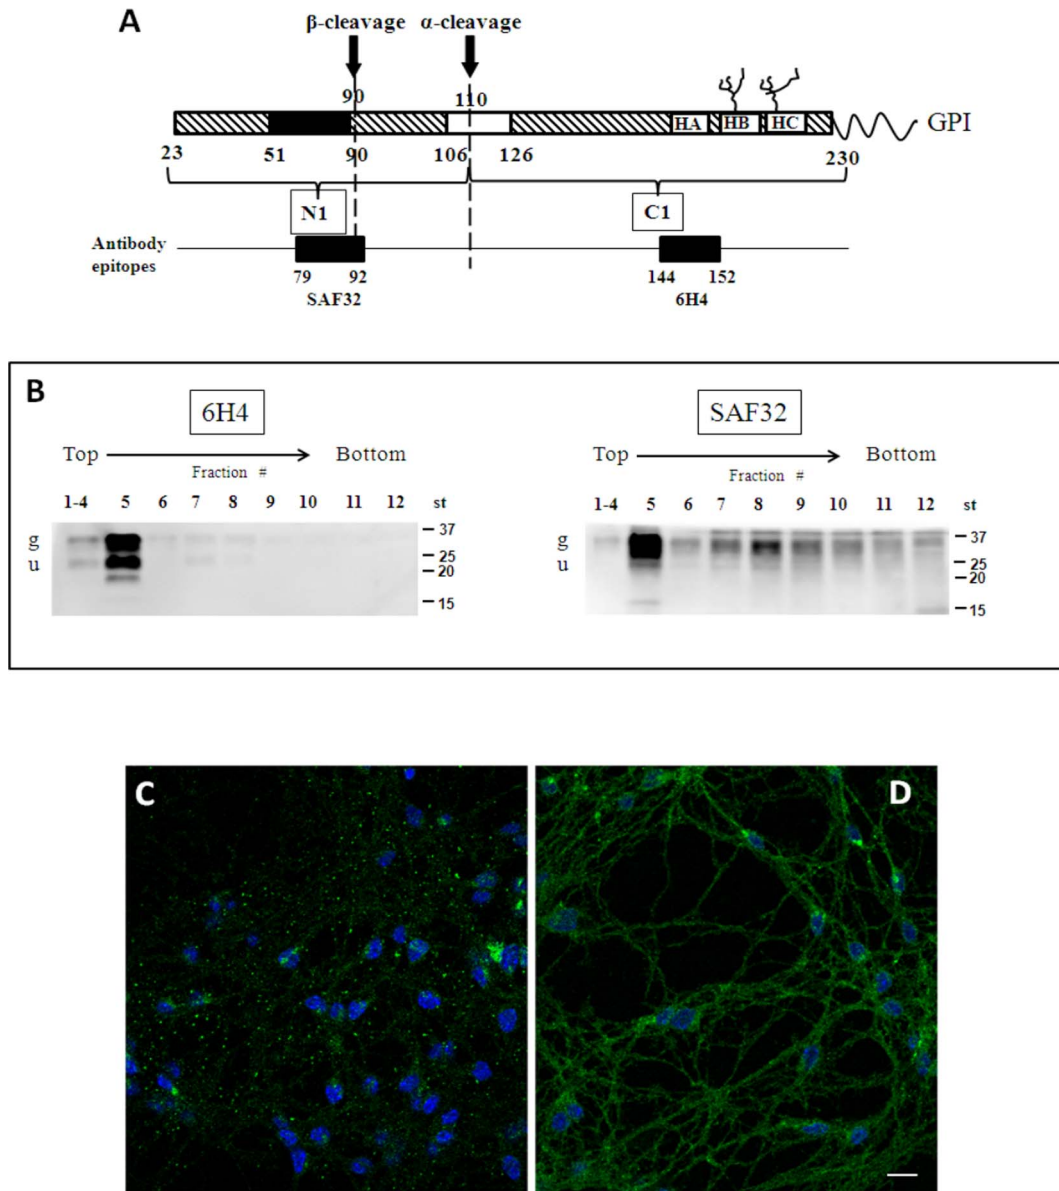 A
β-cleavage α-cleavage
90 110
HA HB HC
GPI
23 51 90 106 126 230
N1 C1
Antibody
epitopes
79 92 144 152
SAF32 6H4
B
6H4
Top Bottom
Fraction #
1-4 5 6 7 8 9 10 11 12 st
g
u
37
25
20
15
SAF32
Top Bottom
Fraction #
1-4 5 6 7 8 9 10 11 12 st
g
u
37
25
20
15
C
D